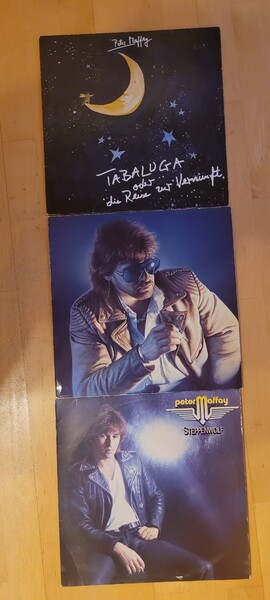 Peter Maffay
TABALUGA
oder
die Reise zur Vernunft
peter Maffay
STEPPENWOLF